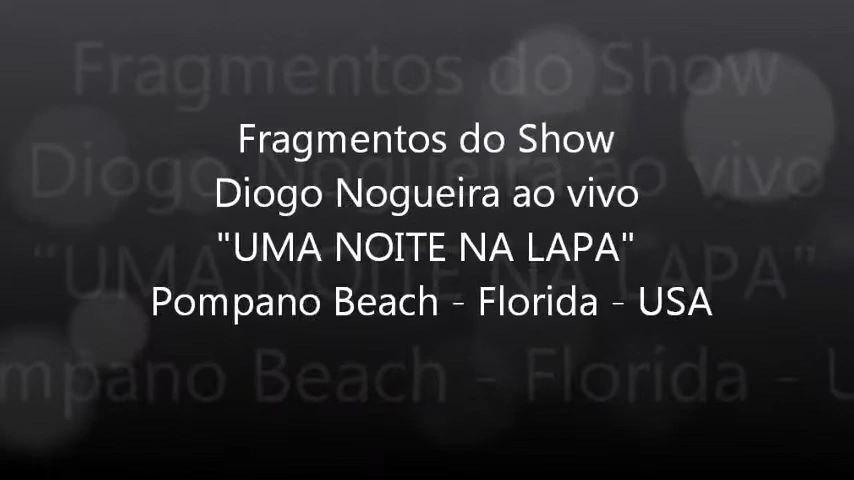 Fragmentos do Show
Diogo Nogueira ao vivo
"UMA NOITE NA LAPA"
Pompano Beach - Florida - USA